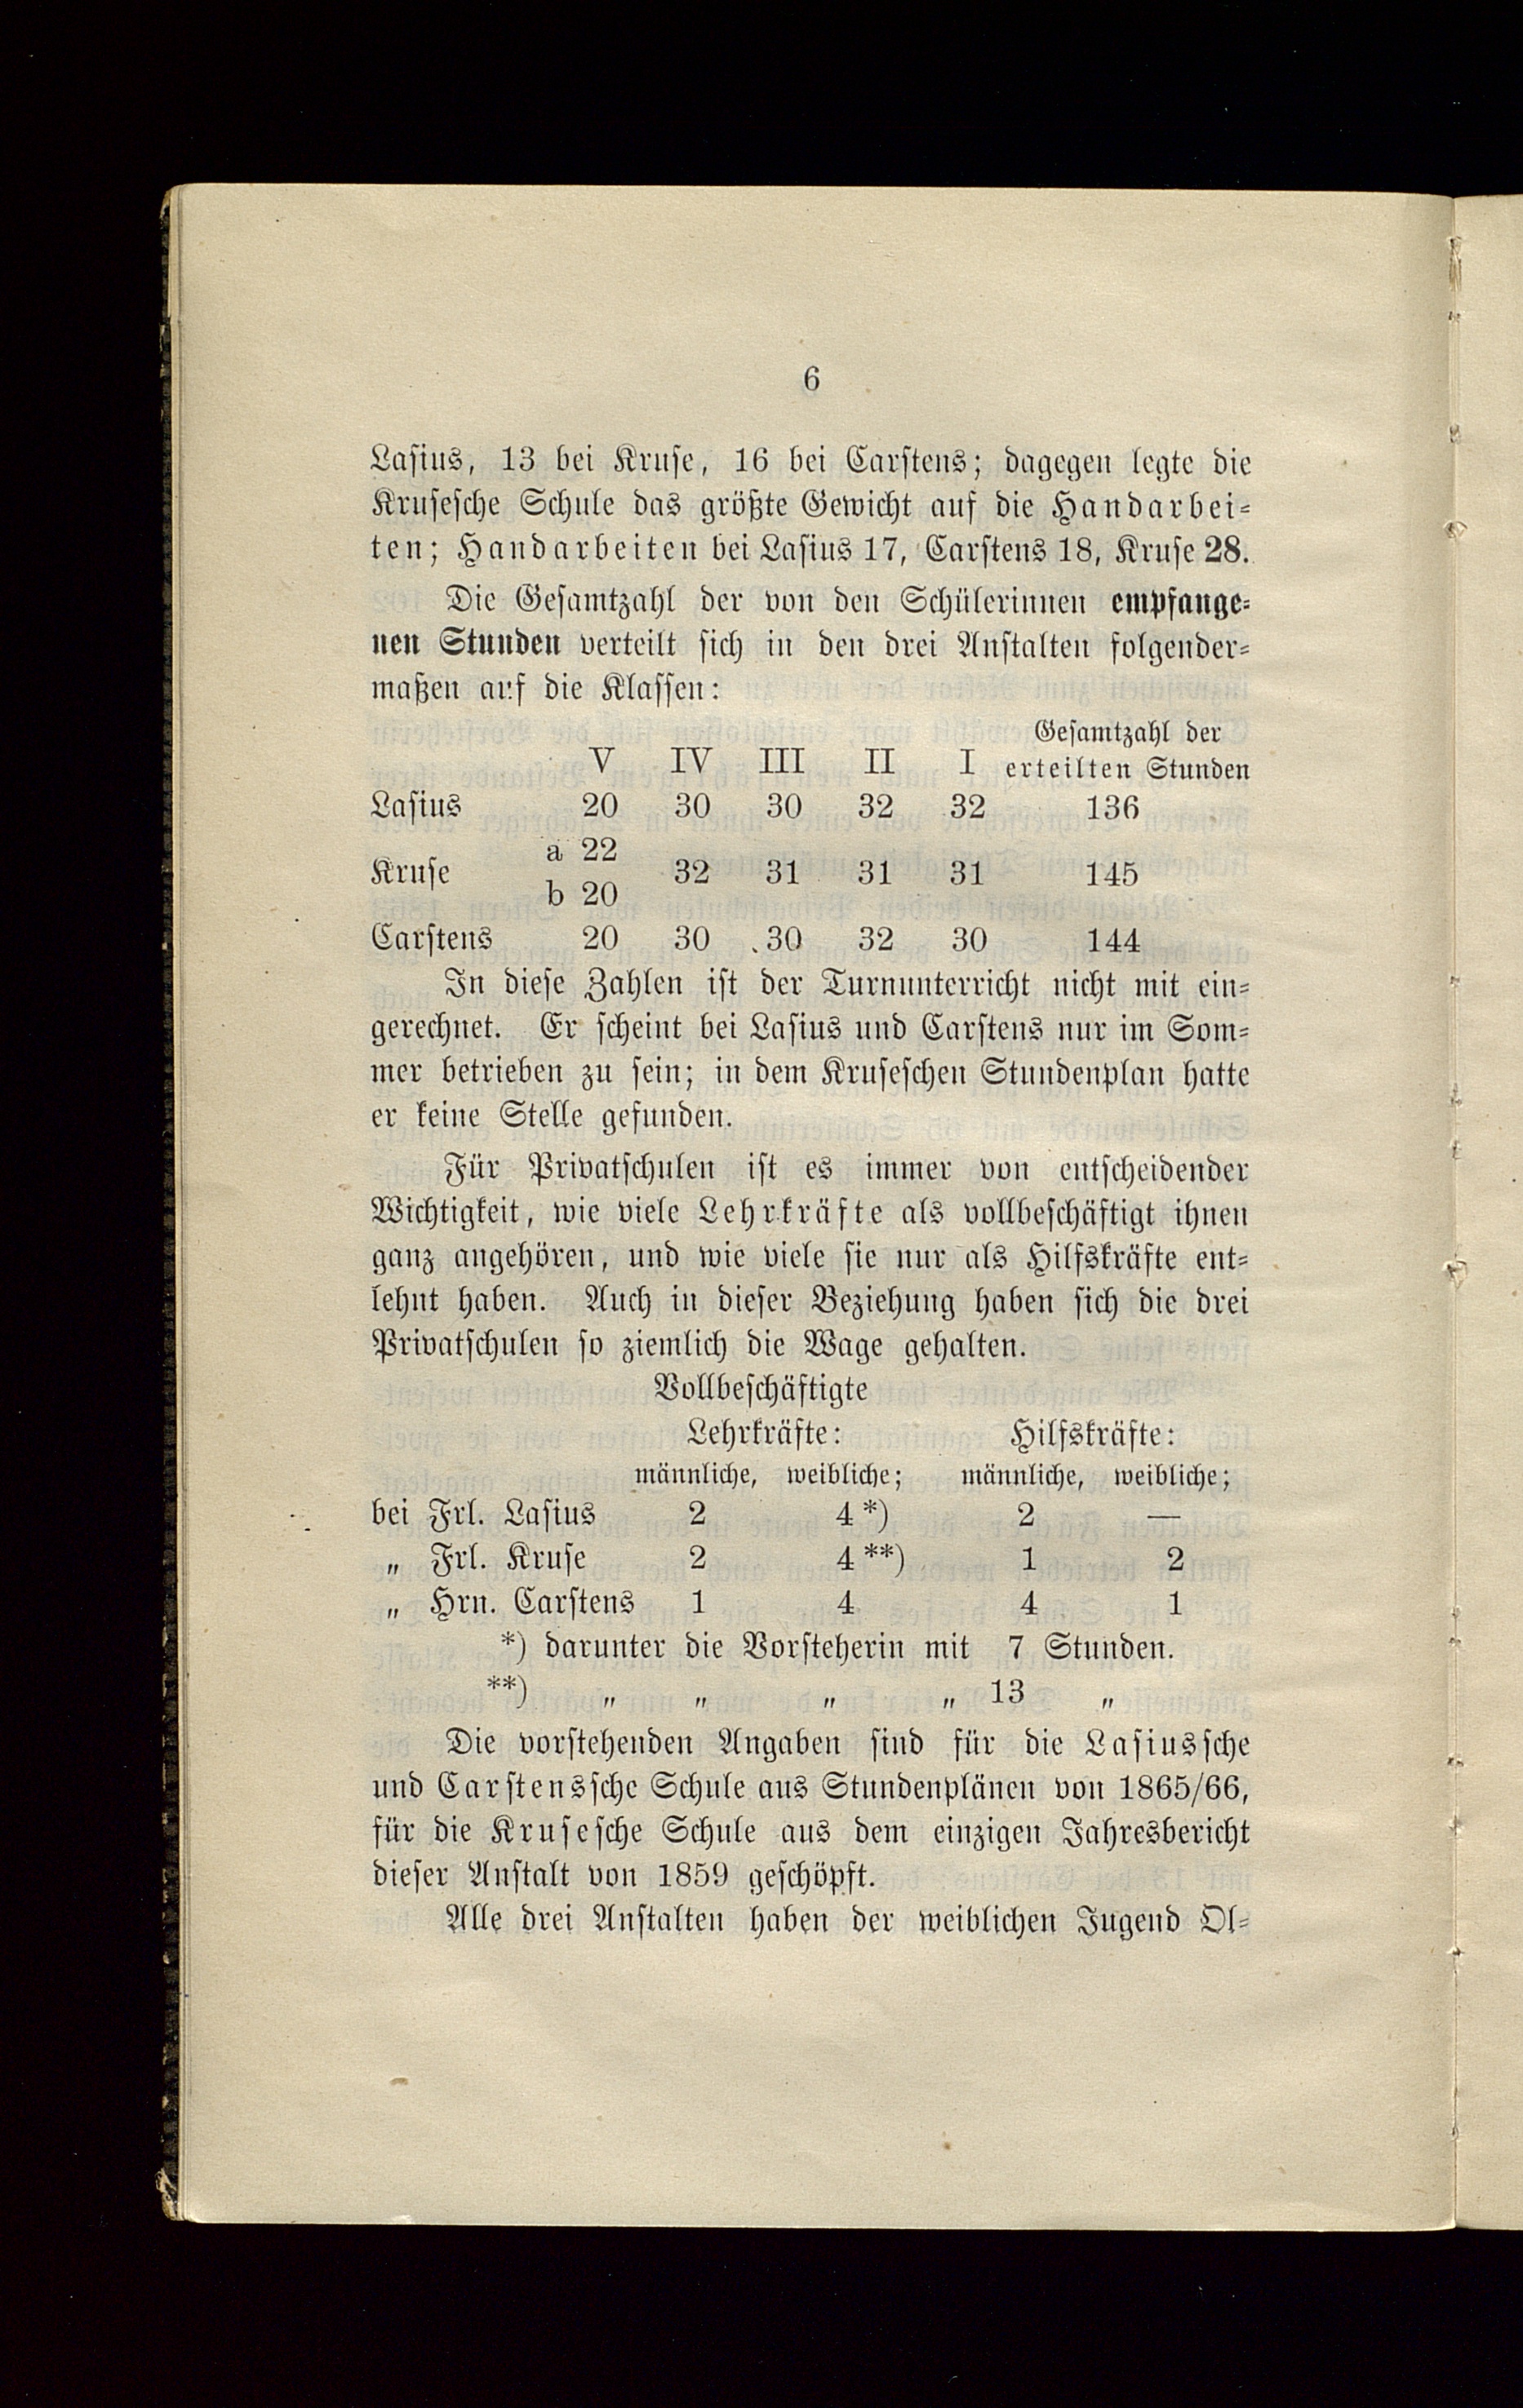 6
Lasius, 13 bei Kruse, 16 bei Carstens; dagegen legte die
Krusesche Schule das größte Gewicht auf die Handarbei-
ten; Handarbeiten bei Lasius 17, Carstens 18, Kruse 28.
Die Gesamtzahl der von den Schülerinnen empfange-
nen Stunden verteilt sich in den drei Anstalten folgender-
maßen auf die Klassen:
Gesamtzahl der
V IV III II I erteilten Stunden
Lasius 20 30 30 32 32 136
a 22
Kruse 32 31 31 31 145
b 20
Carstens 20 30 30 32 30 144
In diese Zahlen ist der Turnunterricht nicht mit ein-
gerechnet. Er scheint bei Lasius und Carstens nur im Som-
mer betrieben zu sein; in dem Kruseschen Stundenplan hatte
er keine Stelle gefunden.
Für Privatschulen ist es immer von entscheidender
Wichtigkeit, wie viele Lehrkräfte als vollbeschäftigt ihnen
ganz angehören, und wie viele sie nur als Hilfskräfte ent-
lehnt haben. Auch in dieser Beziehung haben sich die drei
Privatschulen so ziemlich die Wage gehalten.
Vollbeschäftigte
Lehrkräfte: Hilfskräfte:
männliche, weibliche; männliche, weibliche;
bei Frl. Lasius 2 4 *) 2 —
„ Frl. Kruse 2 4 **) 1 2
„ Hrn. Carstens 1 4 4 1
*) darunter die Vorsteherin mit 7 Stunden.
**) „ „ „ „ 13 „
Die vorstehenden Angaben sind für die Lasiussche
und Carstenssche Schule aus Stundenplänen von 1865/66,
für die Krusesche Schule aus dem einzigen Jahresbericht
dieser Anstalt von 1859 geschöpft.
Alle drei Anstalten haben der weiblichen Jugend Ol-